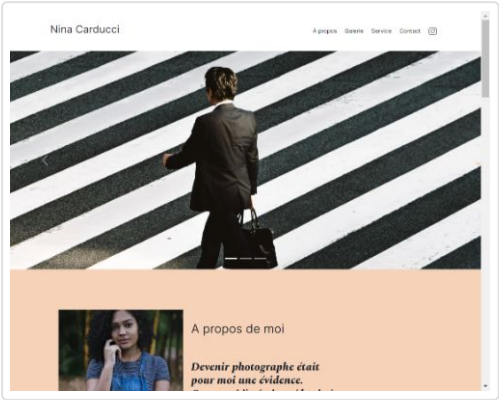 Nina Carducci
A propos Galerie Service Contact
A propos de moi
Devenir photographe était
pour moi une évidence.